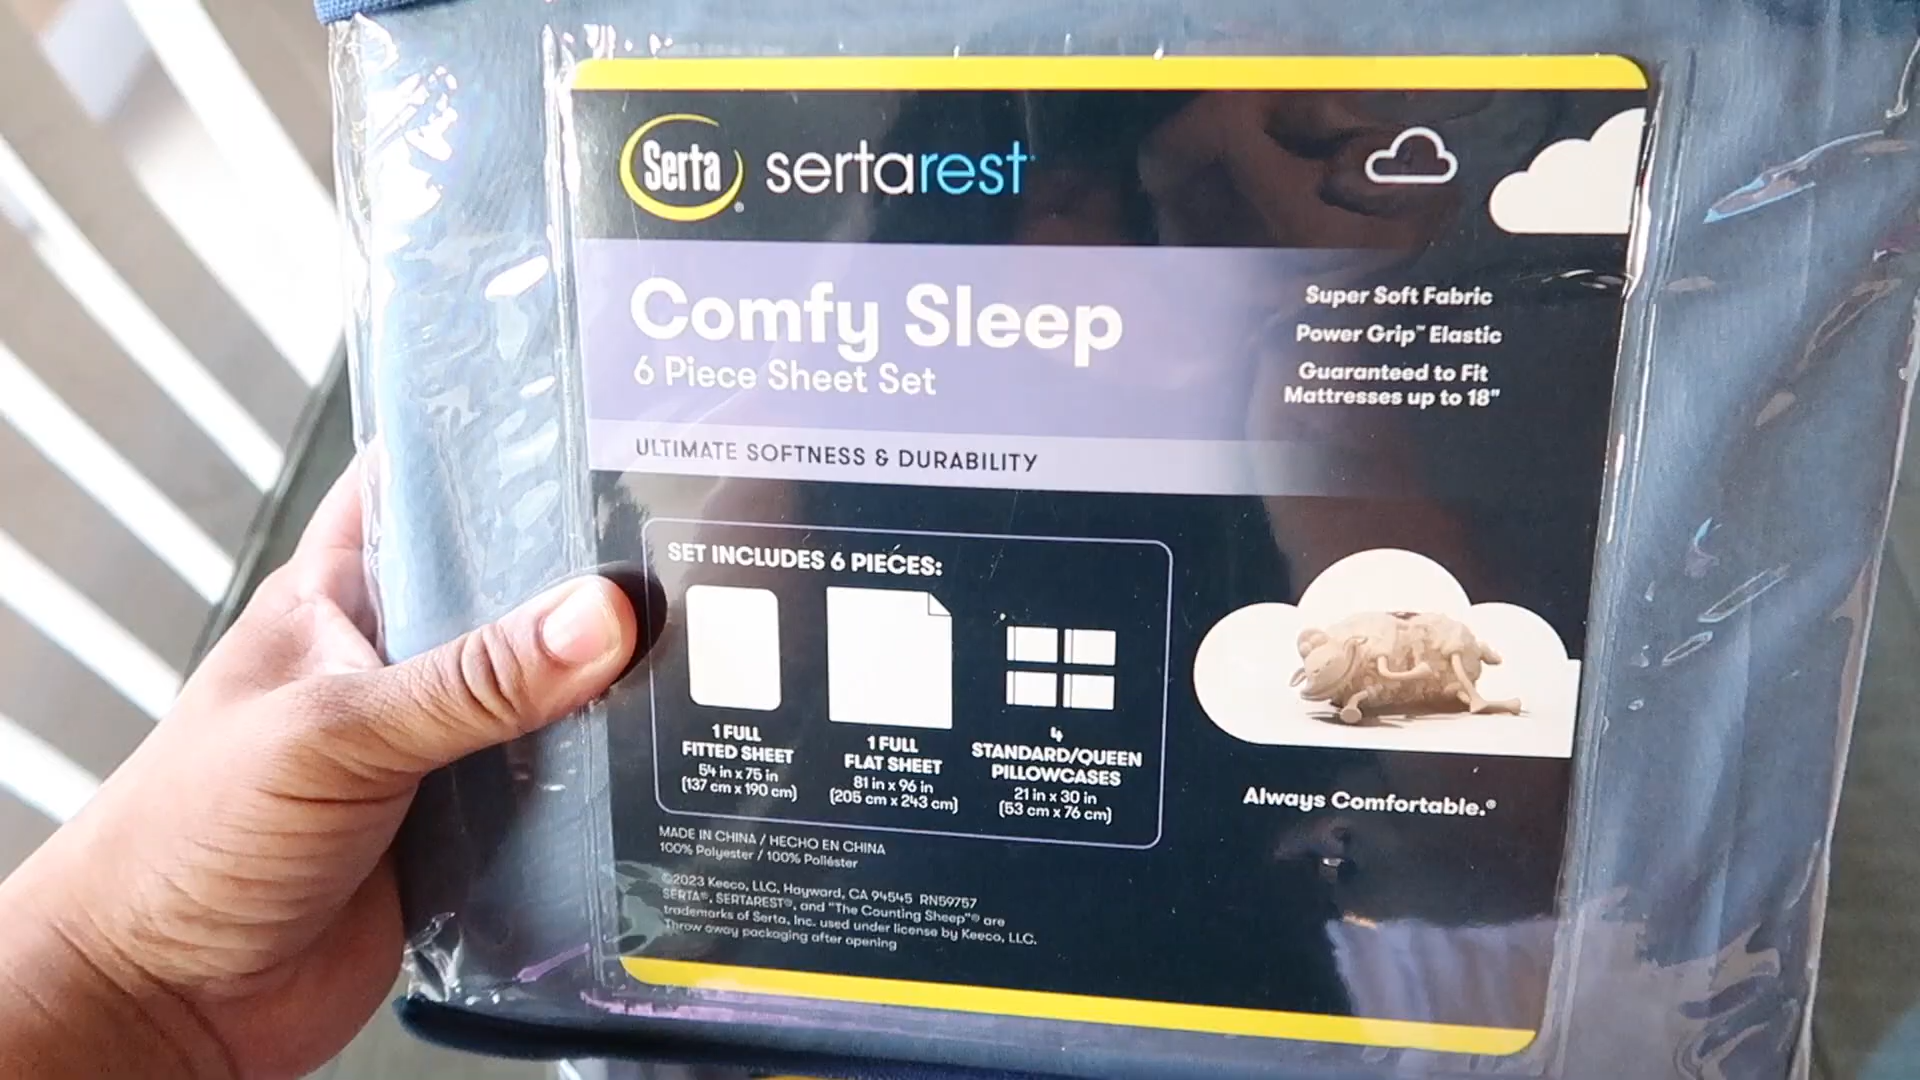 Serta® sertarest
Comfy Sleep
6 Piece Sheet Set
Super Soft Fabric
Power Grip™ Elastic
Guaranteed to Fit
Mattresses up to 18"
ULTIMATE SOFTNESS & DURABILITY
SET INCLUDES 6 PIECES:
1 FULL
FITTED SHEET
54 in x 75 in
(137 cm x 190 cm)
1 FULL
FLAT SHEET
81 in x 96 in
(205 cm x 243 cm)
4
STANDARD/QUEEN
PILLOWCASES
21 in x 30 in
(53 cm x 76 cm)
Always Comfortable.®
MADE IN CHINA / HECHO EN CHINA
100% Polyester / 100% Poliéster
©2023 Keeco, LLC, Hayward, CA 94545 RN59757
SERTA®, SERTAREST®, and "The Counting Sheep"® are
trademarks of Serta, Inc. used under license by Keeco, LLC.
Throw away packaging after opening